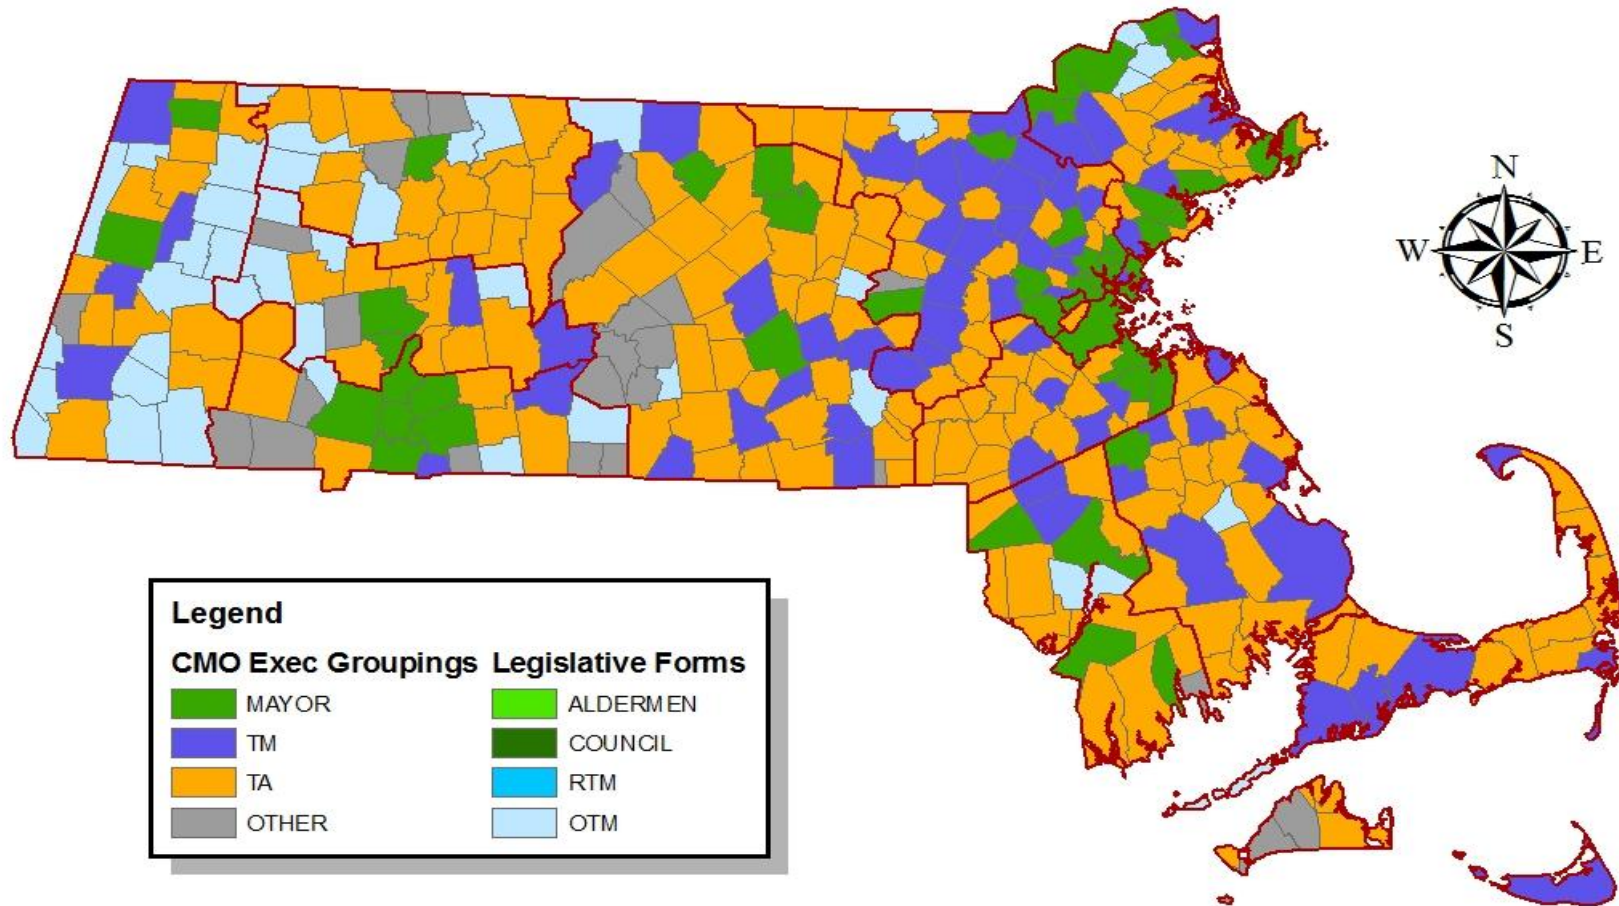 N
W E
S
Legend
CMO Exec Groupings Legislative Forms
MAYOR ALDERMEN
TM COUNCIL
TA RTM
OTHER OTM